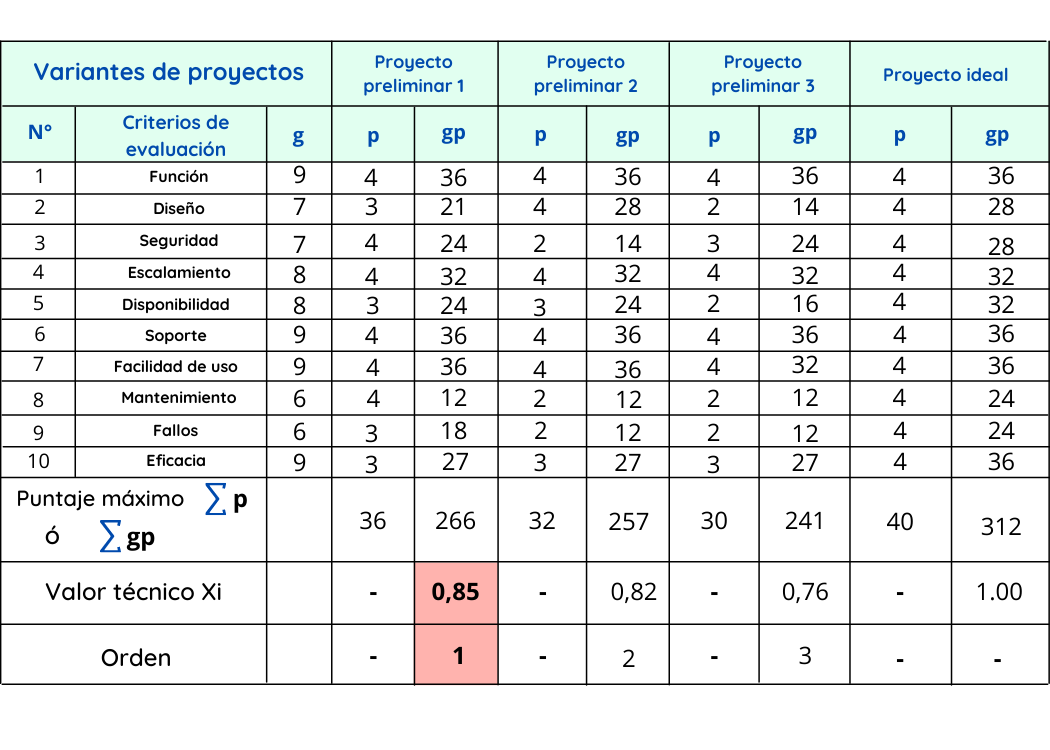 Variantes de proyectos Proyecto preliminar 1 Proyecto preliminar 2 Proyecto preliminar 3 Proyecto ideal
N° Criterios de evaluación g p gp p gp p gp p gp
1 Función 9 4 36 4 36 4 36 4 36
2 Diseño 7 3 21 4 28 2 14 4 28
3 Seguridad 7 4 24 2 14 3 24 4 28
4 Escalamiento 8 4 32 4 32 4 32 4 32
5 Disponibilidad 8 3 24 3 24 2 16 4 32
6 Soporte 9 4 36 4 36 4 36 4 36
7 Facilidad de uso 9 4 36 4 36 4 32 4 36
8 Mantenimiento 6 4 12 2 12 2 12 4 24
9 Fallos 6 3 18 2 12 2 12 4 24
10 Eficacia 9 3 27 3 27 3 27 4 36
Puntaje máximo ∑ p
ó ∑ gp 36 266 32 257 30 241 40 312
Valor técnico Xi - 0,85 - 0,82 - 0,76 - 1.00
Orden - 1 - 2 - 3 - -